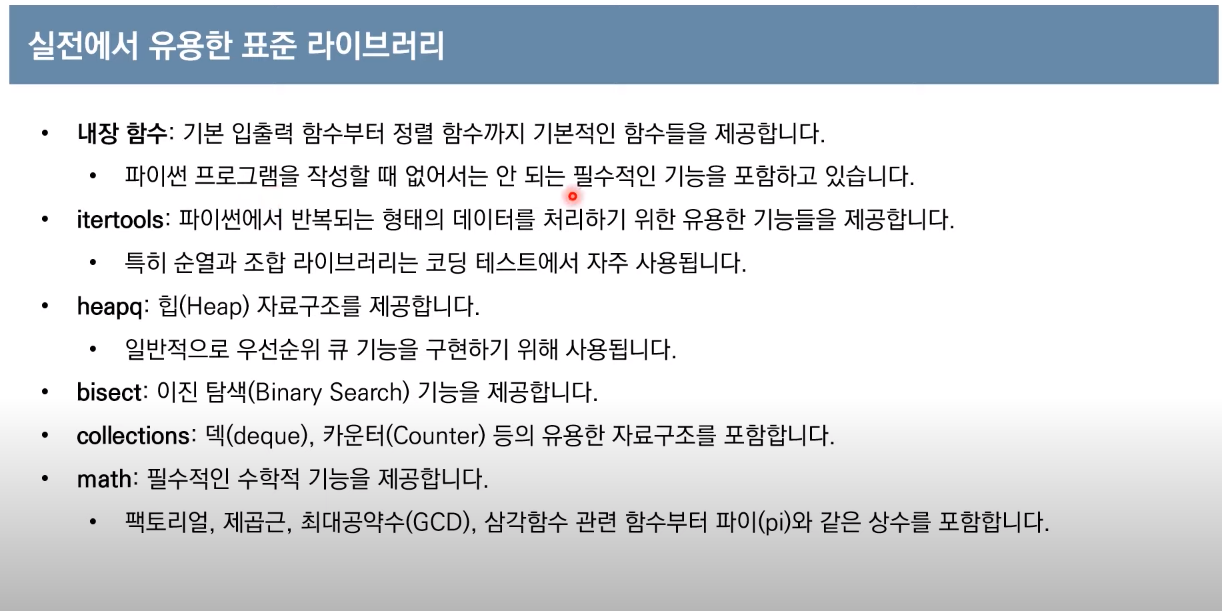 실전에서 유용한 표준 라이브러리
• 내장 함수: 기본 입출력 함수부터 정렬 함수까지 기본적인 함수들을 제공합니다.
• 파이썬 프로그램을 작성할 때 없어서는 안 되는 필수적인 기능을 포함하고 있습니다.
• itertools: 파이썬에서 반복되는 형태의 데이터를 처리하기 위한 유용한 기능들을 제공합니다.
• 특히 순열과 조합 라이브러리는 코딩 테스트에서 자주 사용됩니다.
• heapq: 힙(Heap) 자료구조를 제공합니다.
• 일반적으로 우선순위 큐 기능을 구현하기 위해 사용됩니다.
• bisect: 이진 탐색(Binary Search) 기능을 제공합니다.
• collections: 덱(deque), 카운터(Counter) 등의 유용한 자료구조를 포함합니다.
• math: 필수적인 수학적 기능을 제공합니다.
• 팩토리얼, 제곱근, 최대공약수(GCD), 삼각함수 관련 함수부터 파이(pi)와 같은 상수를 포함합니다.